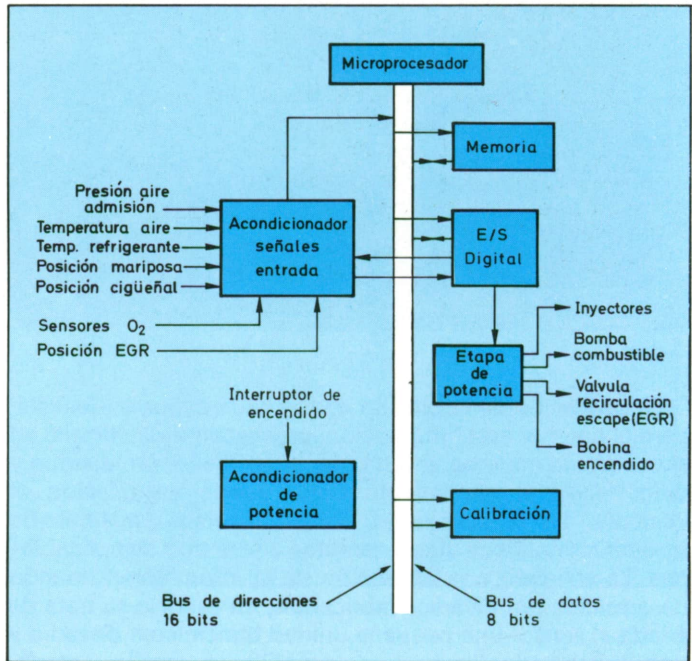 Microprocesador
Memoria
Presión aire
admisión
Temperatura aire
Temp. refrigerante
Posición mariposa
Posición cigüeñal
Acondicionador
señales
entrada
E/S
Digital
Sensores O₂
Posición EGR
Inyectores
Bomba
combustible
Etapa
de
potencia
Válvula
recirculación
escape(EGR)
Bobina
encendido
Interruptor de
encendido
Acondicionador
de
potencia
Calibración
Bus de direcciones
16 bits
Bus de datos
8 bits